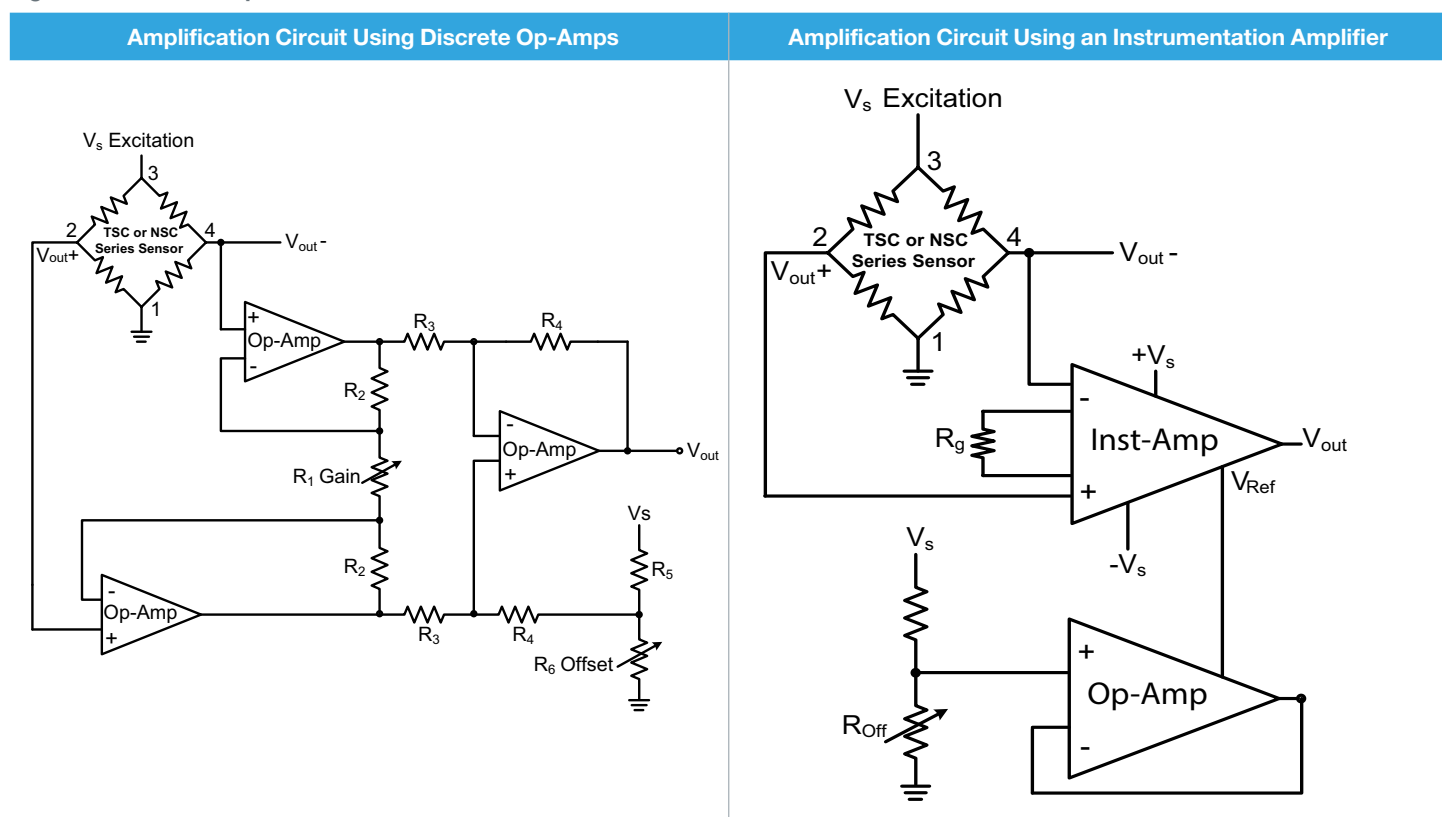 Amplification Circuit Using Discrete Op-Amps
Vs Excitation
3
2
TSC or NSC
Series Sensor
4
Vout+
Vout-
1
+
Op-Amp
-
R3
R4
R2
-
Op-Amp
+
Vout
R1 Gain
R2
Vs
R5
-
Op-Amp
+
R3
R4
R6 Offset
Amplification Circuit Using an Instrumentation Amplifier
Vs Excitation
3
2
TSC or NSC
Series Sensor
4
Vout+
Vout-
1
+Vs
-
Rg
Inst-Amp
Vout
+
VRef
-Vs
Vs
+
Op-Amp
-
ROff